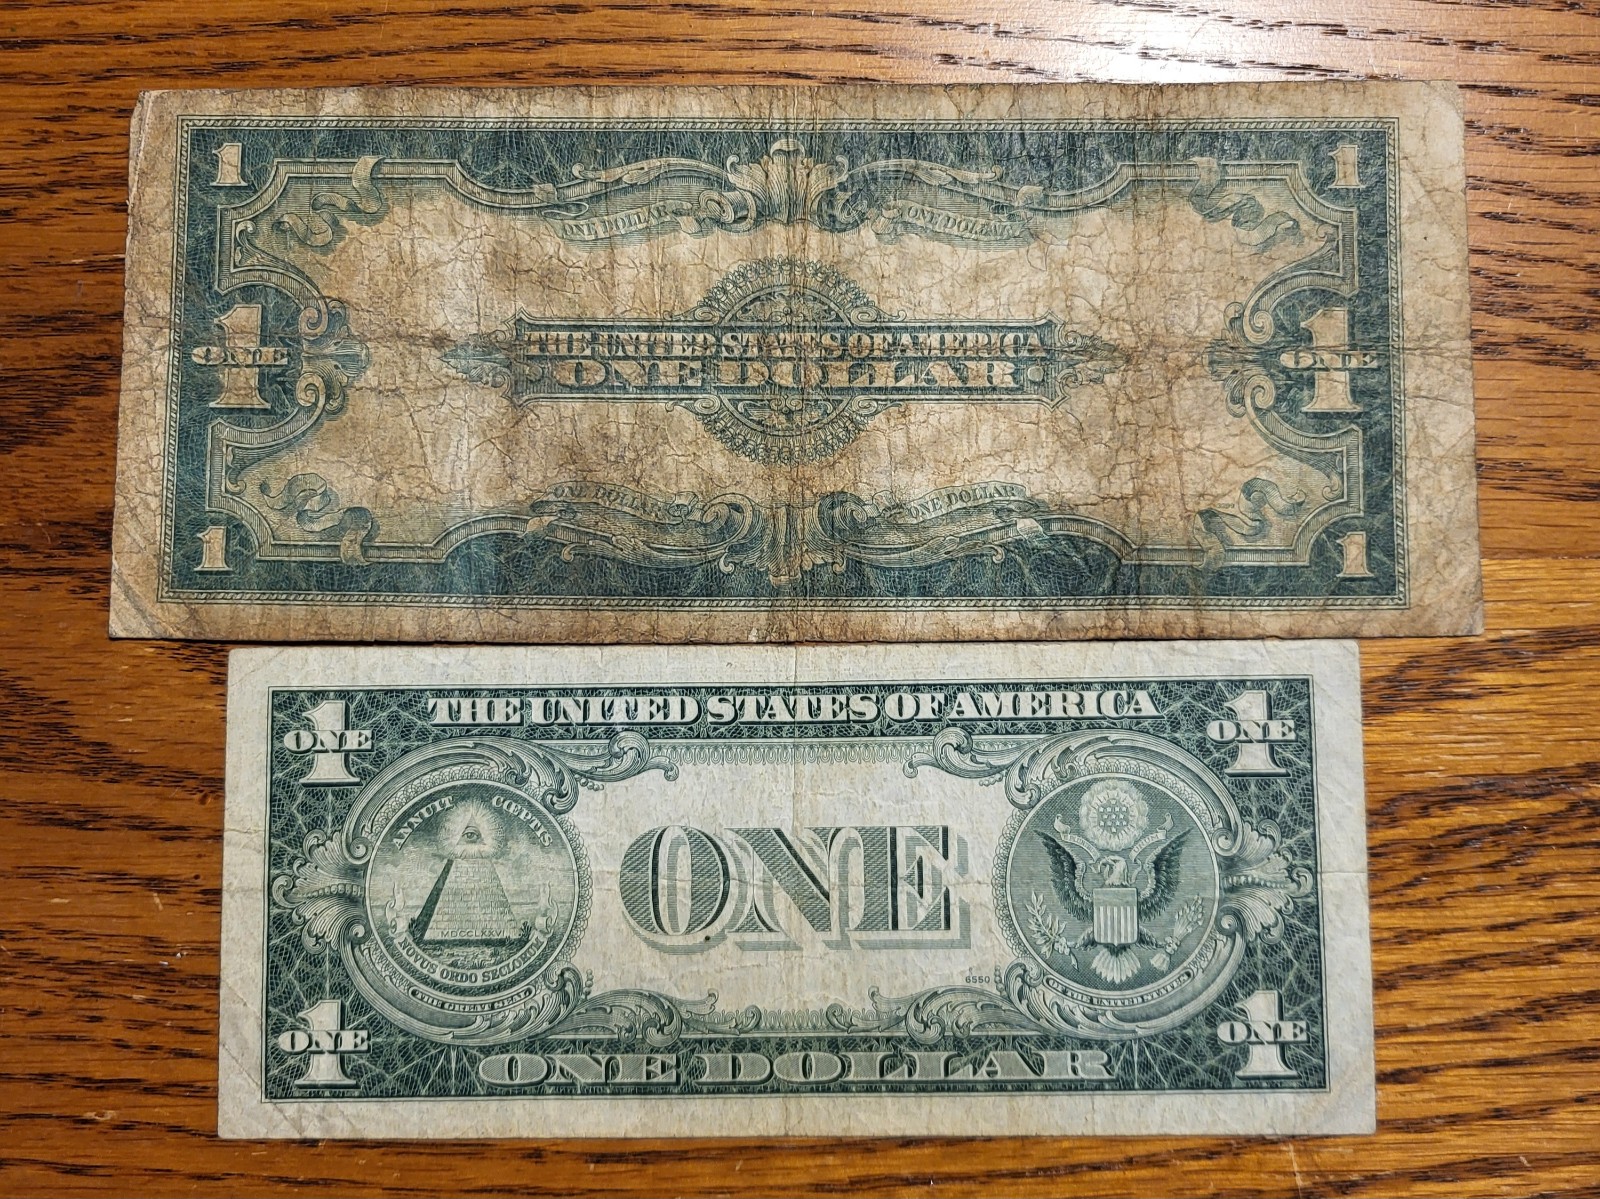 1 1
ONE DOLLAR ONE DOLLAR
THE UNITED STATES OF AMERICA
1 ONE ONE DOLLAR 1 ONE
ONE DOLLAR ONE DOLLAR
1 1
THE UNITED STATES OF AMERICA
1 ONE 1 ONE
ANNUIT CŒPTIS
ONE
MDCCLXXVI
NOVUS ORDO SECLORUM
6550
THE GREAT SEAL OF THE UNITED STATES
1 ONE 1 ONE
ONE DOLLAR